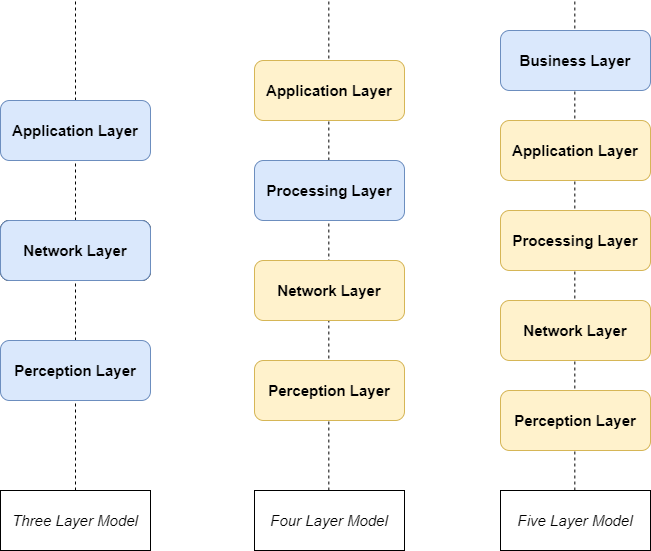 Application Layer
Network Layer
Perception Layer
Three Layer Model
Application Layer
Processing Layer
Network Layer
Perception Layer
Four Layer Model
Business Layer
Application Layer
Processing Layer
Network Layer
Perception Layer
Five Layer Model